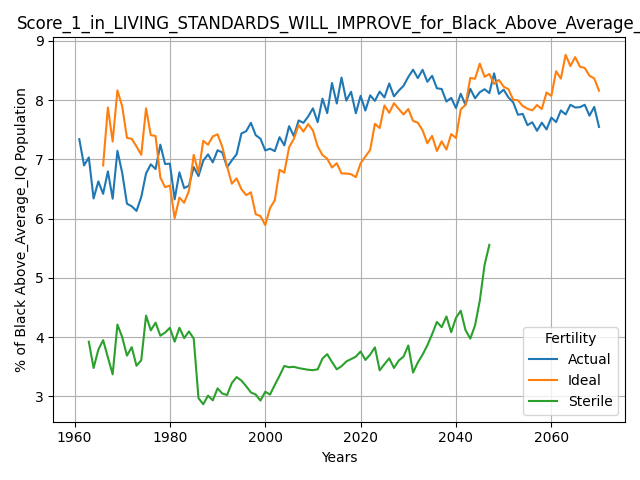 Score_1_in_LIVING_STANDARDS_WILL_IMPROVE_for_Black_Above_Average_
% of Black Above_Average_IQ Population
9
8
7
6
5
4
3
1960
1980
2000
2020
2040
2060
Years
Fertility
Actual
Ideal
Sterile